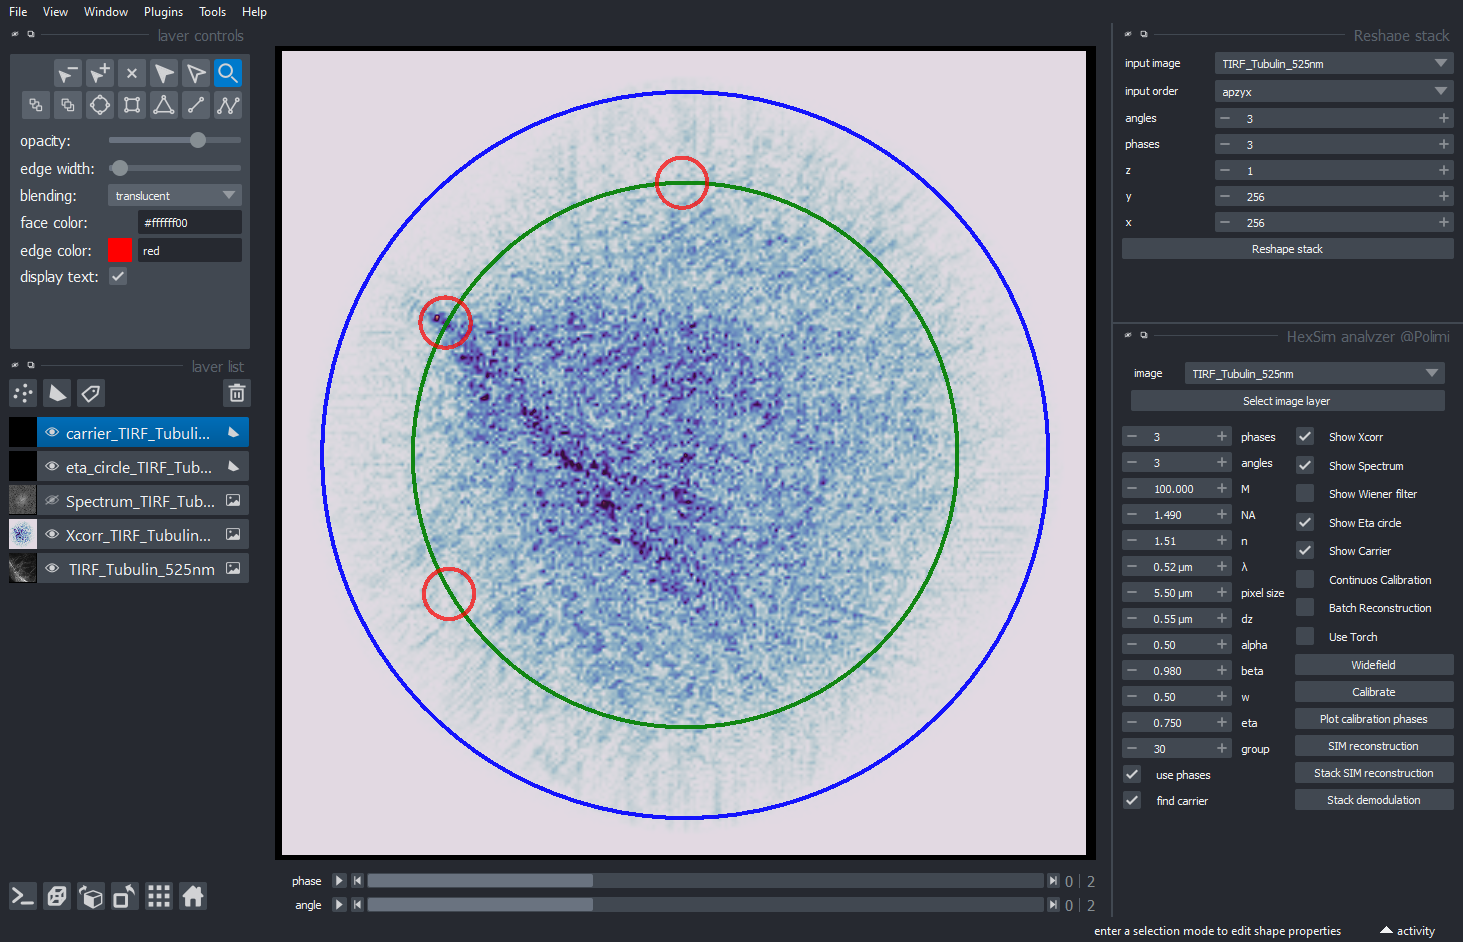 File View Window Plugins Tools Help
layer controls
opacity:
edge width:
blending: translucent
face color: #ffffff00
edge color: red
display text:
layer list
carrier_TIRF_Tubuli...
eta_circle_TIRF_Tub...
Spectrum_TIRF_Tub...
Xcorr_TIRF_Tubulin...
TIRF_Tubulin_525nm
phase 0 | 2
angle 0 | 2
Reshape stack
input image TIRF_Tubulin_525nm
input order apzyx
angles 3
phases 3
z 1
y 256
x 256
Reshape stack
HexSim analyzer @Polimi
image TIRF_Tubulin_525nm
Select image layer
3 phases
3 angles
100.000 M
1.490 NA
1.51 n
0.52 µm λ
5.50 µm pixel size
0.55 µm dz
0.50 alpha
0.980 beta
0.50 w
0.750 eta
30 group
use phases
find carrier
Show Xcorr
Show Spectrum
Show Wiener filter
Show Eta circle
Show Carrier
Continuos Calibration
Batch Reconstruction
Use Torch
Widefield
Calibrate
Plot calibration phases
SIM reconstruction
Stack SIM reconstruction
Stack demodulation
enter a selection mode to edit shape properties
activity